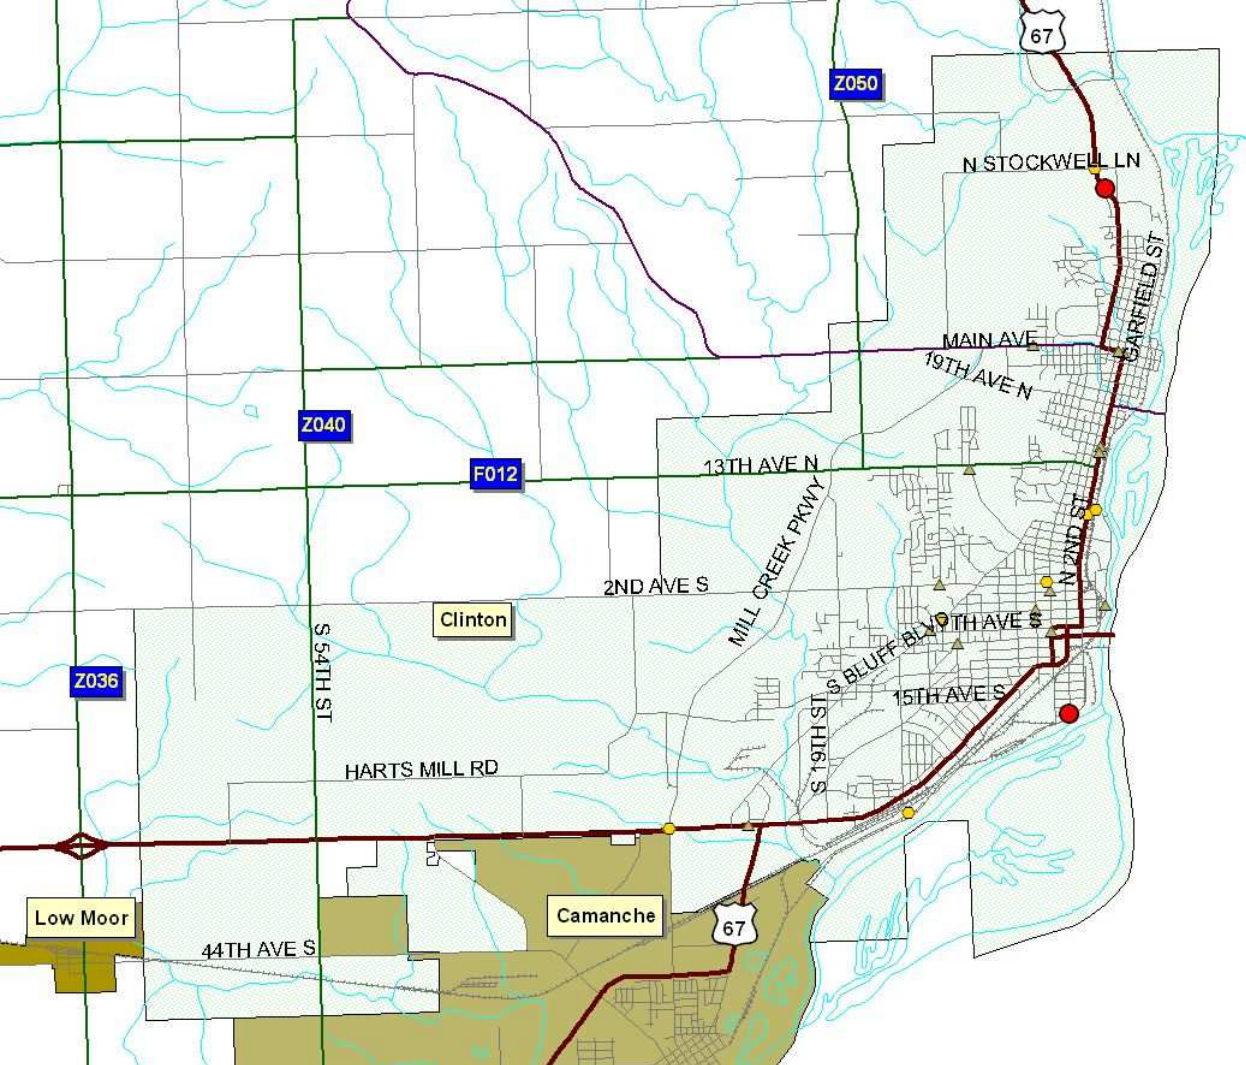 67
Z050
N STOCKWELL LN
GARFIELD ST
MAIN AVE
19TH AVE N
Z040
F012
13TH AVE N
MILL CREEK PKWY
N 2ND ST
2ND AVE S
Clinton
TH AVE S
S BLUFF BLVD
S 54TH ST
Z036
15TH AVE S
S 19TH ST
HARTS MILL RD
Low Moor
Camanche
67
44TH AVE S